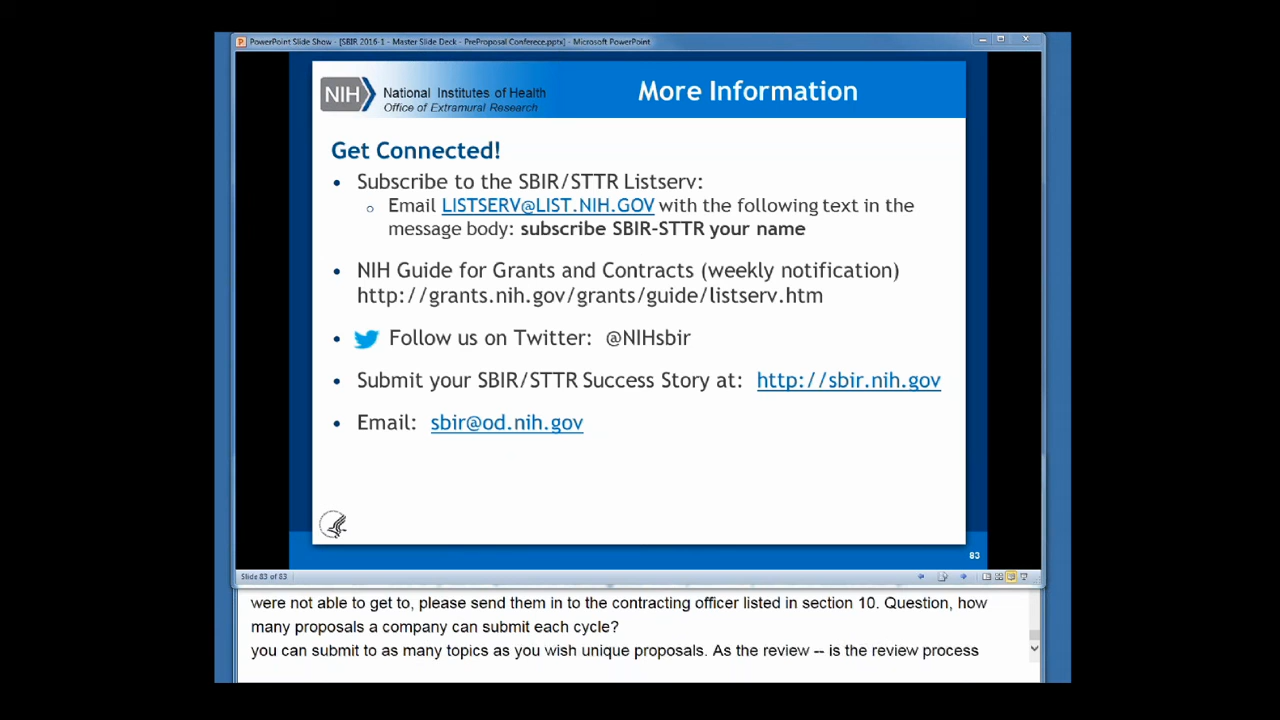 PowerPoint Slide Show - [SBIR 2016-1 - Master Slide Deck - PreProposal Conferece.pptx] - Microsoft PowerPoint
NIH National Institutes of Health
Office of Extramural Research
More Information
Get Connected!
• Subscribe to the SBIR/STTR Listserv:
o Email LISTSERV@LIST.NIH.GOV with the following text in the
message body: subscribe SBIR-STTR your name
• NIH Guide for Grants and Contracts (weekly notification)
http://grants.nih.gov/grants/guide/listserv.htm
• Follow us on Twitter: @NIHsbir
• Submit your SBIR/STTR Success Story at: http://sbir.nih.gov
• Email: sbir@od.nih.gov
83
Slide 83 of 83
were not able to get to, please send them in to the contracting officer listed in section 10. Question, how
many proposals a company can submit each cycle?
you can submit to as many topics as you wish unique proposals. As the review -- is the review process